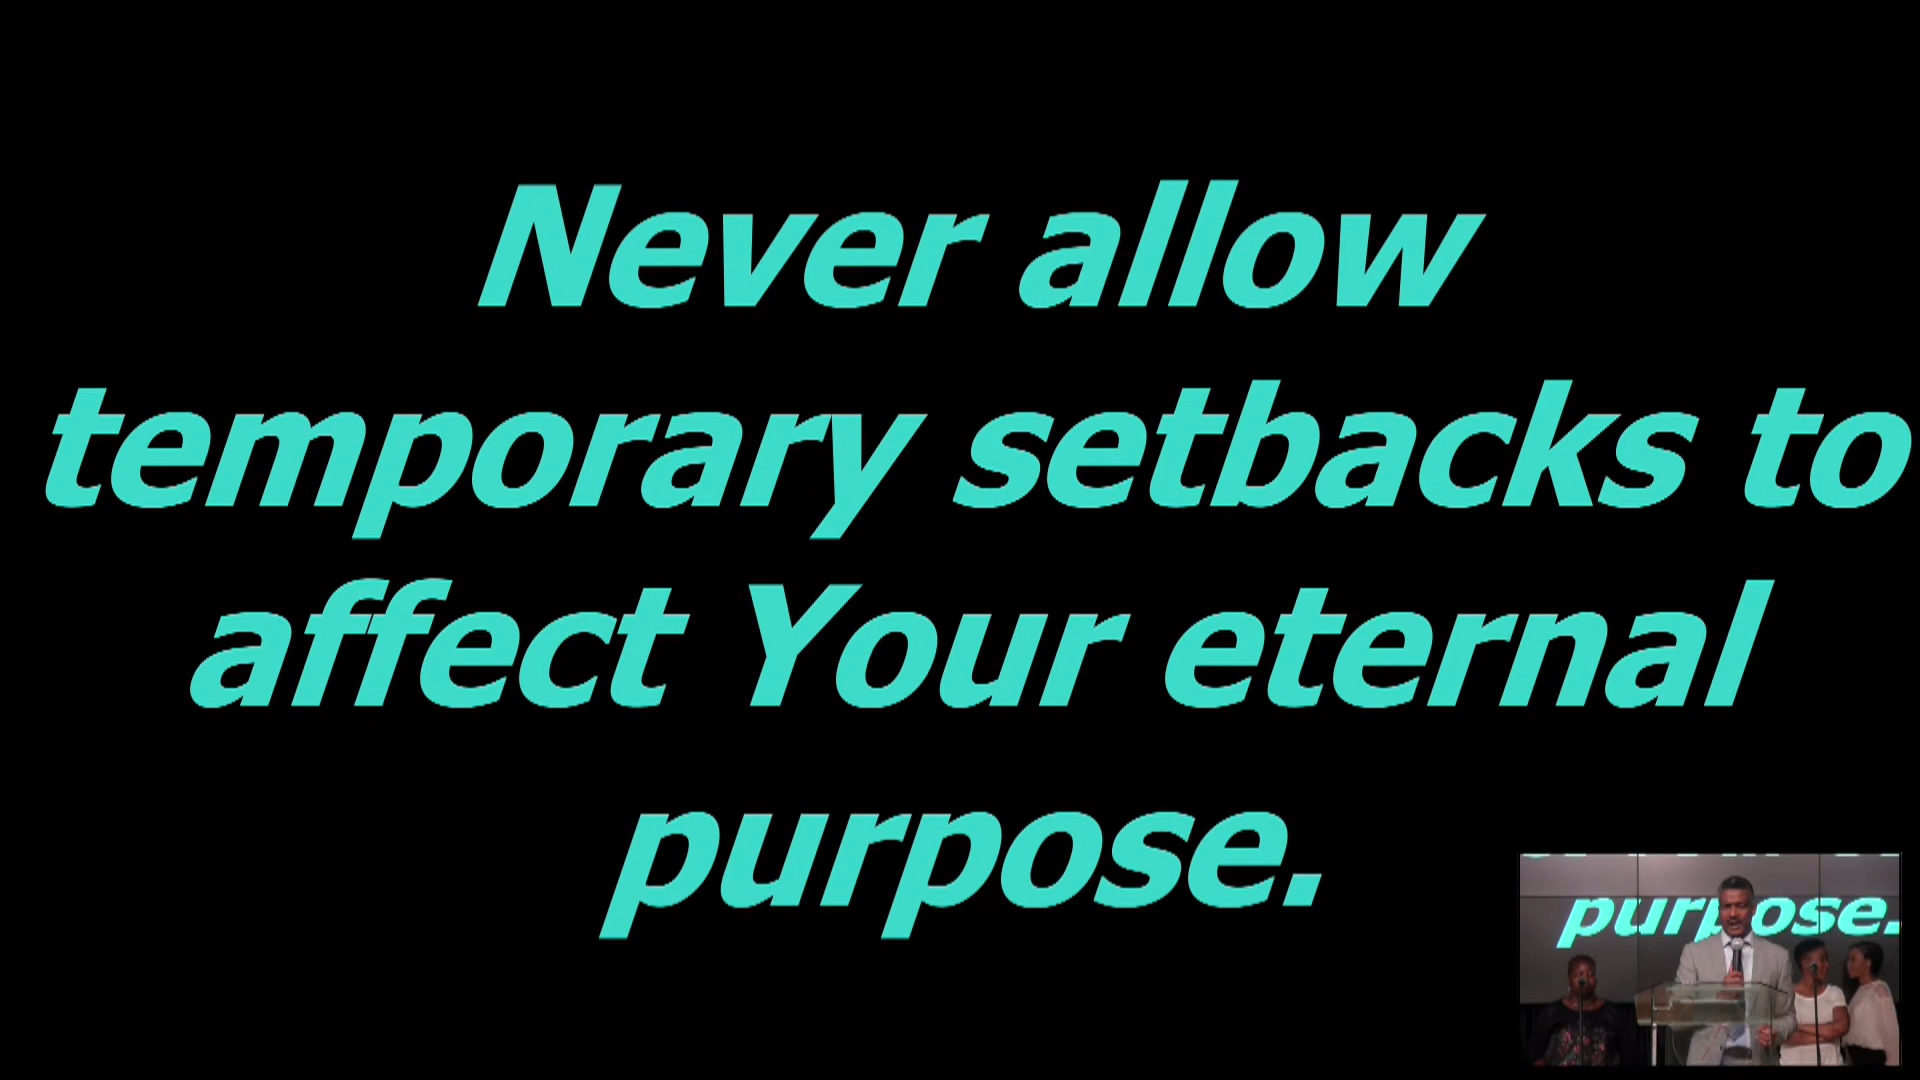 Never allow
temporary setbacks to
affect Your eternal
purpose.
purpose.